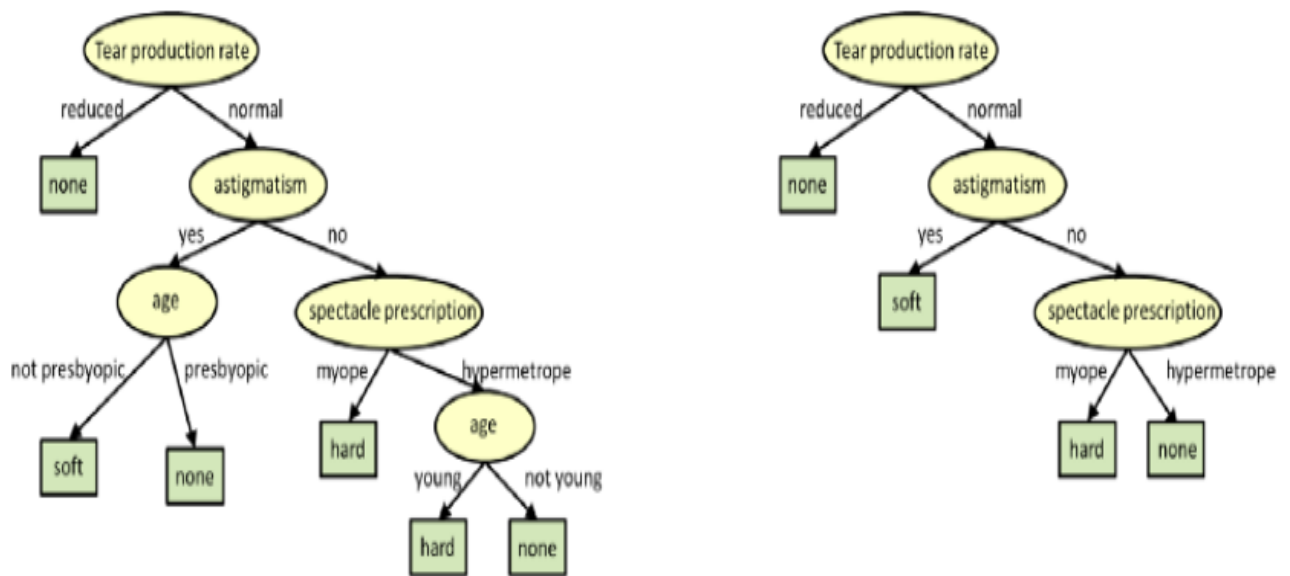 Tear production rate
reduced
normal
none
astigmatism
yes
no
age
spectacle prescription
not presbyopic
presbyopic
myope
hypermetrope
soft
none
hard
age
young
not young
hard
none
Tear production rate
reduced
normal
none
astigmatism
yes
no
soft
spectacle prescription
myope
hypermetrope
hard
none